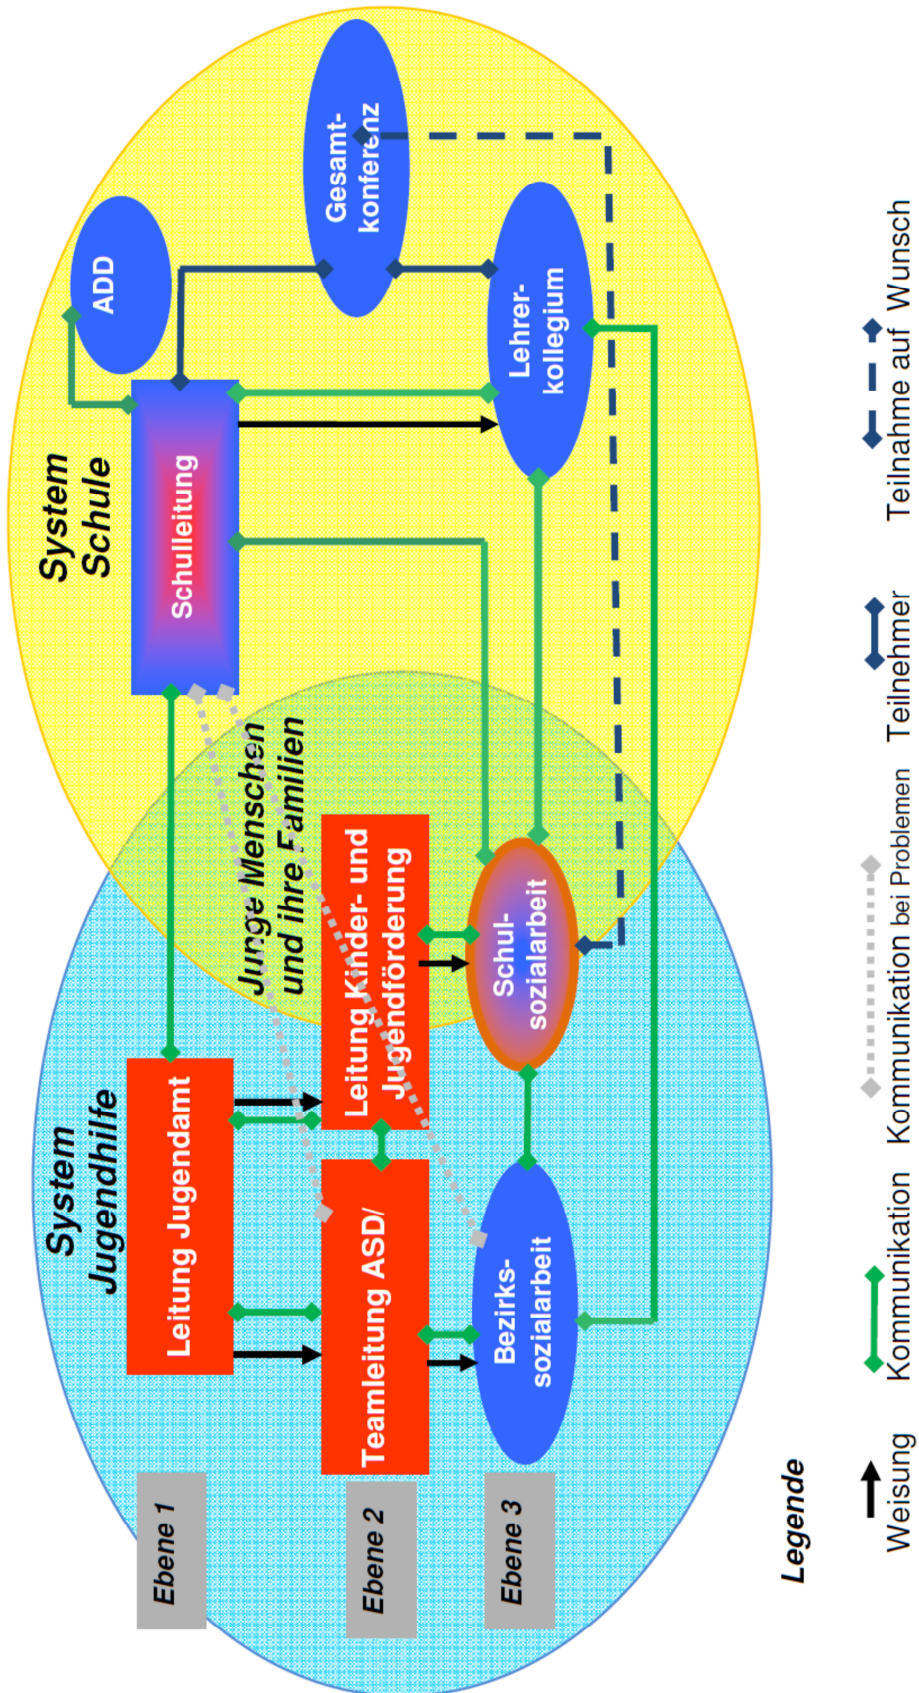 System
Jugendhilfe
System
Schule
Ebene 1
Leitung Jugendamt
Schulleitung
ADD
Junge Menschen
und ihre Familien
Ebene 2
Teamleitung ASD/
Leitung Kinder- und
Jugendförderung
Gesamt-
konferenz
Ebene 3
Bezirks-
sozialarbeit
Schul-
sozialarbeit
Lehrer-
kollegium
Legende
Weisung
Kommunikation
Kommunikation bei Problemen
Teilnehmer
Teilnahme auf Wunsch